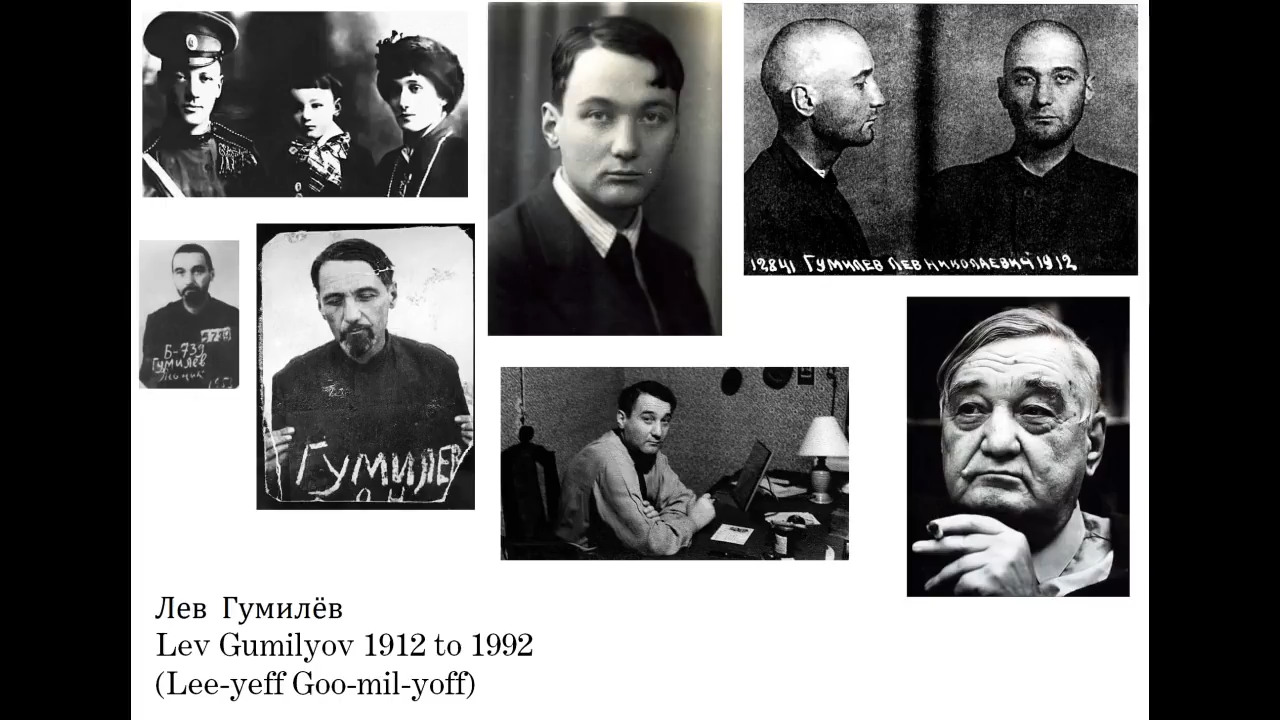 12841 ГУМИЛЕВ ЛЕВ НИКОЛАЕВИЧ 1912
Б-739
Гумилёв
ГУМИЛЕВ
Лев Гумилёв
Lev Gumilyov 1912 to 1992
(Lee-yeff Goo-mil-yoff)